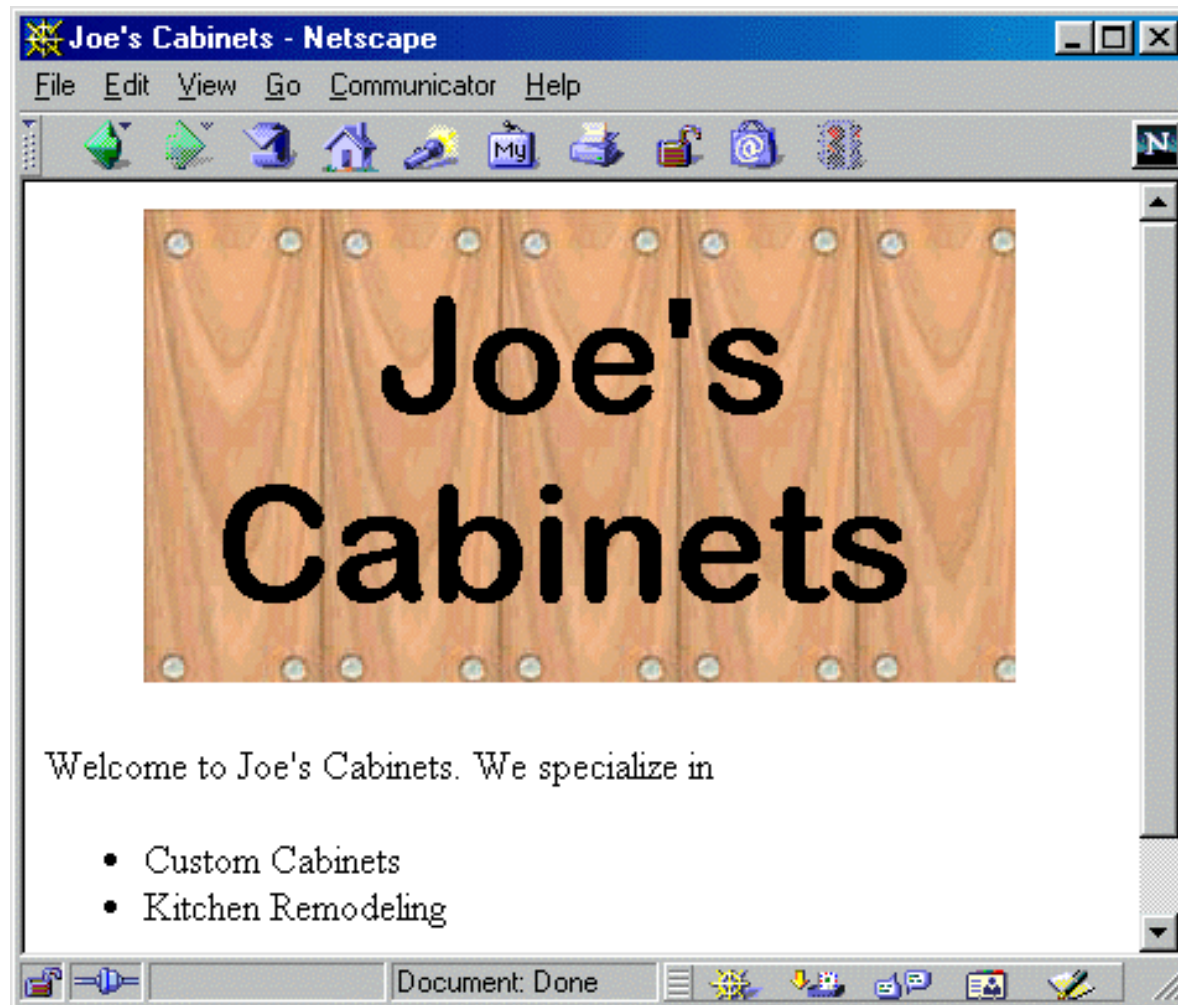 Joe's Cabinets - Netscape
File Edit View Go Communicator Help
My @ N
Joe's
Cabinets
Welcome to Joe's Cabinets. We specialize in
Custom Cabinets
Kitchen Remodeling
Document: Done